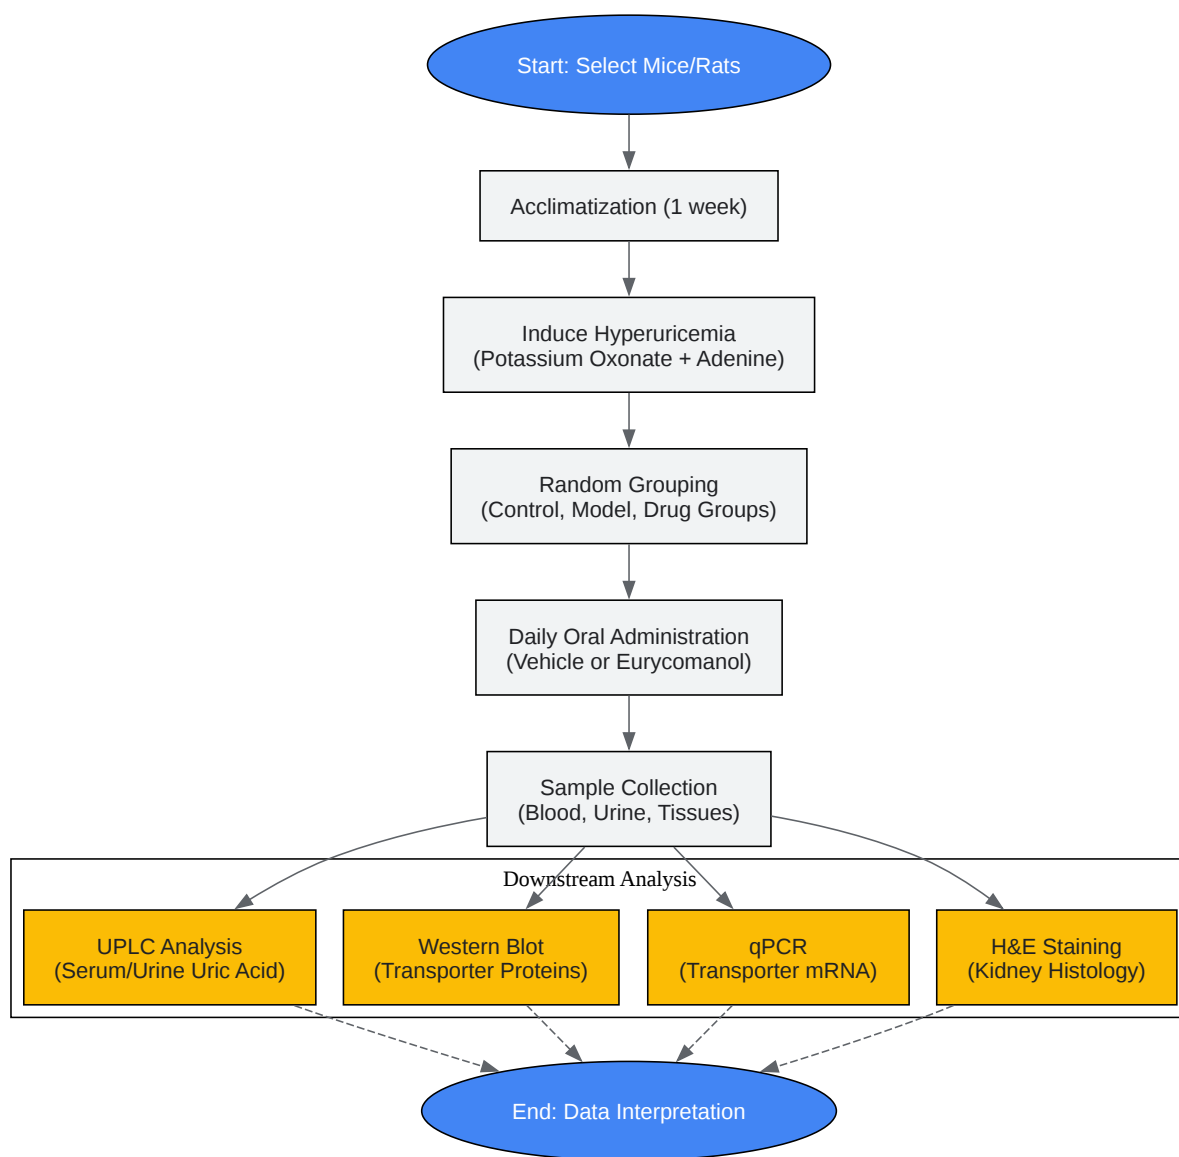 Start: Select Mice/Rats
Acclimatization (1 week)
Induce Hyperuricemia
(Potassium Oxonate + Adenine)
Random Grouping
(Control, Model, Drug Groups)
Daily Oral Administration
(Vehicle or Eurycomanol)
Sample Collection
(Blood, Urine, Tissues)
Downstream Analysis
UPLC Analysis
(Serum/Urine Uric Acid)
Western Blot
(Transporter Proteins)
qPCR
(Transporter mRNA)
H&E Staining
(Kidney Histology)
End: Data Interpretation